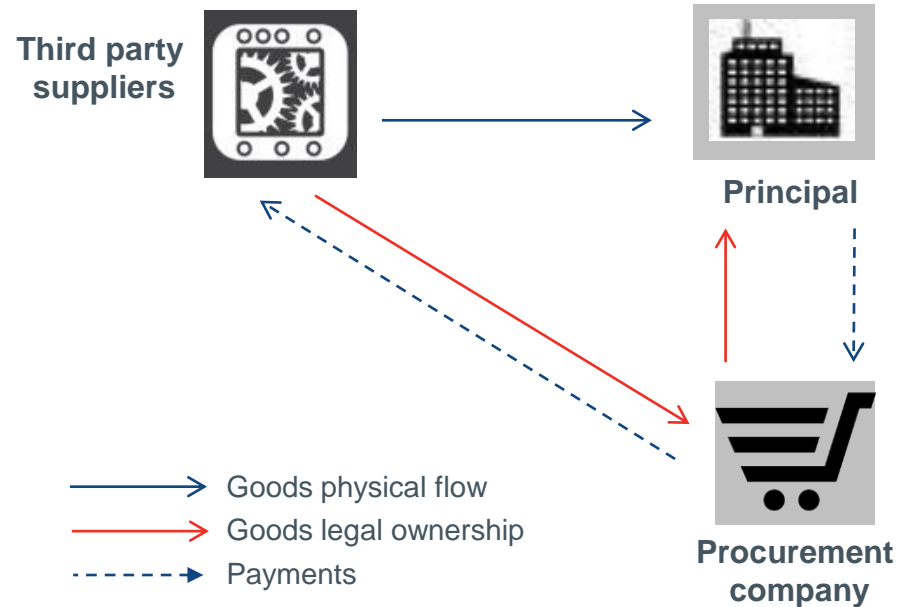 Third party
suppliers
Principal
Goods physical flow
Goods legal ownership
Payments
Procurement
company